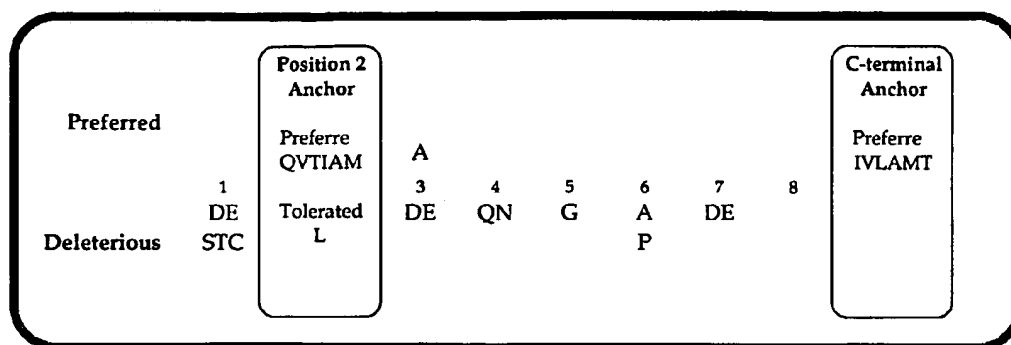 Position 2
Anchor
C-terminal
Anchor
Preferred
Preferre
QVTIAM
A
Preferre
IVLAMT
1 3 4 5 6 7 8
DE Tolerated DE QN G A DE
Deleterious STC L P